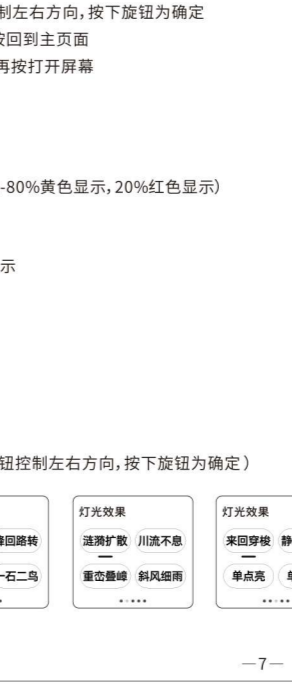 制左右方向,按下旋钮为确定
按回到主页面
再按打开屏幕
-80%黄色显示,20%红色显示)
示
钮控制左右方向,按下旋钮为确定)
峰回路转
一石二鸟
灯光效果
涟漪扩散 川流不息
重峦叠嶂 斜风细雨
灯光效果
来回穿梭 静
单点亮
—7—